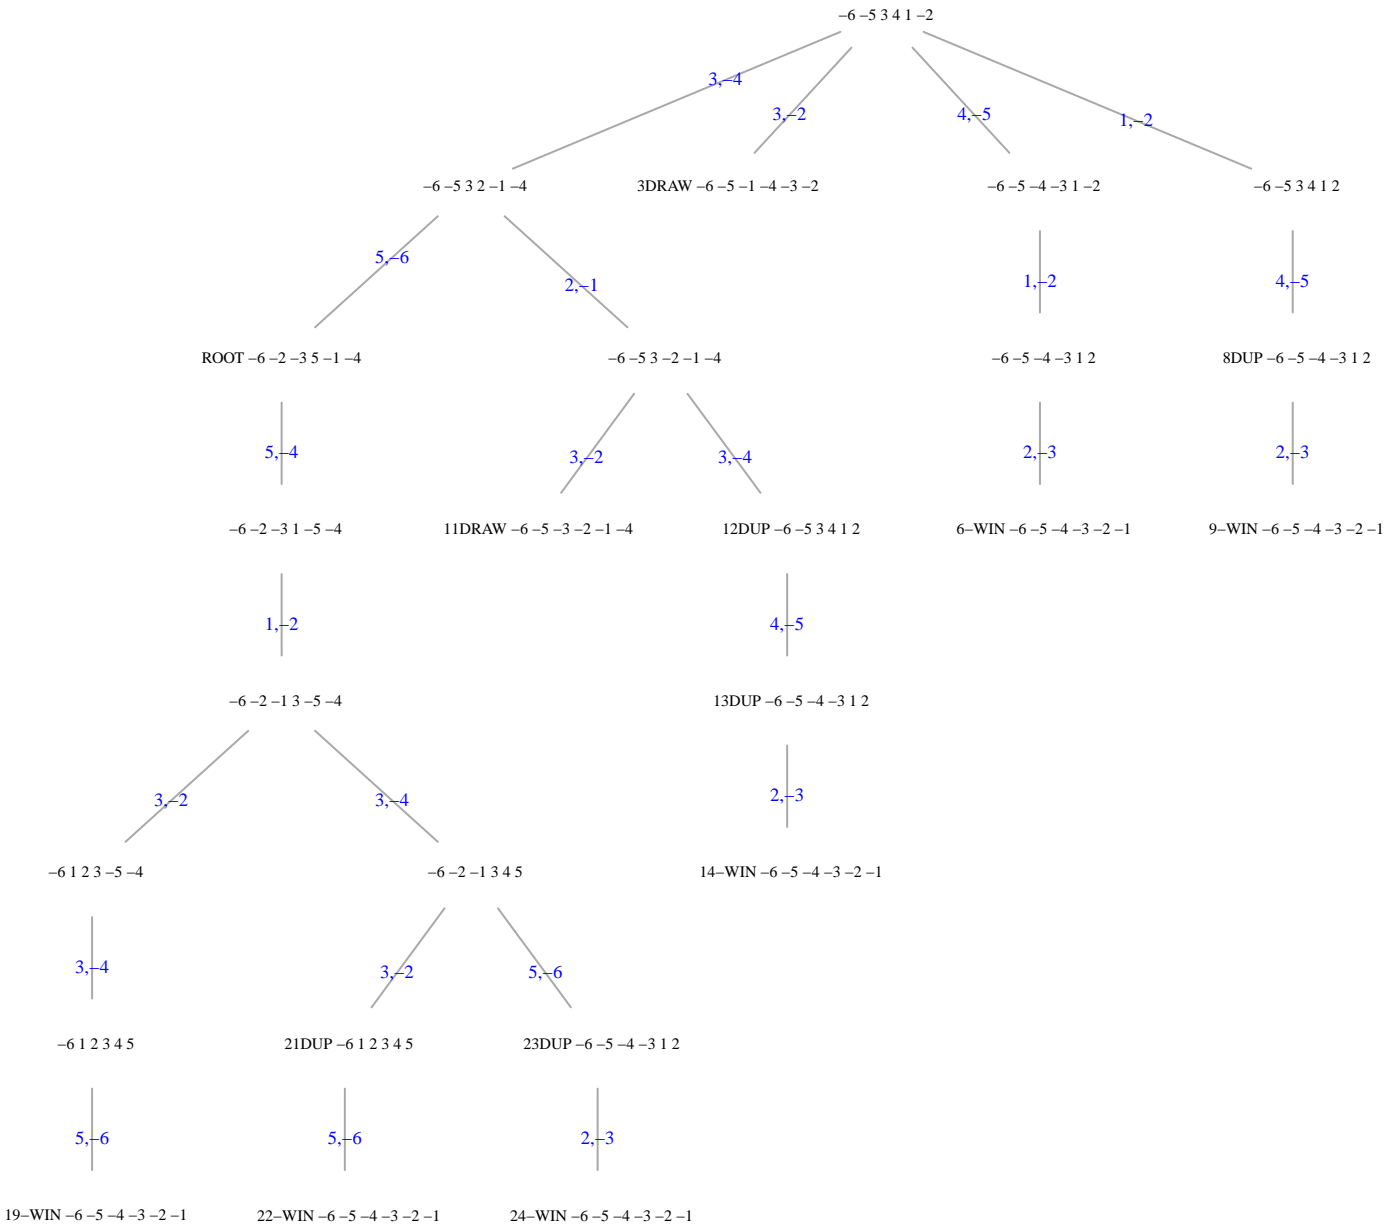 –6 –5 3 4 1 –2
3,–4
3,–2
4,–5
1,–2
–6 –5 3 2 –1 –4
3DRAW –6 –5 –1 –4 –3 –2
–6 –5 –4 –3 1 –2
–6 –5 3 4 1 2
5,–6
2,–1
1,–2
4,–5
ROOT –6 –2 –3 5 –1 –4
–6 –5 3 –2 –1 –4
–6 –5 –4 –3 1 2
8DUP –6 –5 –4 –3 1 2
5,–4
3,–2
3,–4
2,–3
2,–3
–6 –2 –3 1 –5 –4
11DRAW –6 –5 –3 –2 –1 –4
12DUP –6 –5 3 4 1 2
6–WIN –6 –5 –4 –3 –2 –1
9–WIN –6 –5 –4 –3 –2 –1
1,–2
4,–5
–6 –2 –1 3 –5 –4
13DUP –6 –5 –4 –3 1 2
3,–2
3,–4
2,–3
–6 1 2 3 –5 –4
–6 –2 –1 3 4 5
14–WIN –6 –5 –4 –3 –2 –1
3,–4
3,–2
5,–6
–6 1 2 3 4 5
21DUP –6 1 2 3 4 5
23DUP –6 –5 –4 –3 1 2
5,–6
5,–6
2,–3
19–WIN –6 –5 –4 –3 –2 –1
22–WIN –6 –5 –4 –3 –2 –1
24–WIN –6 –5 –4 –3 –2 –1